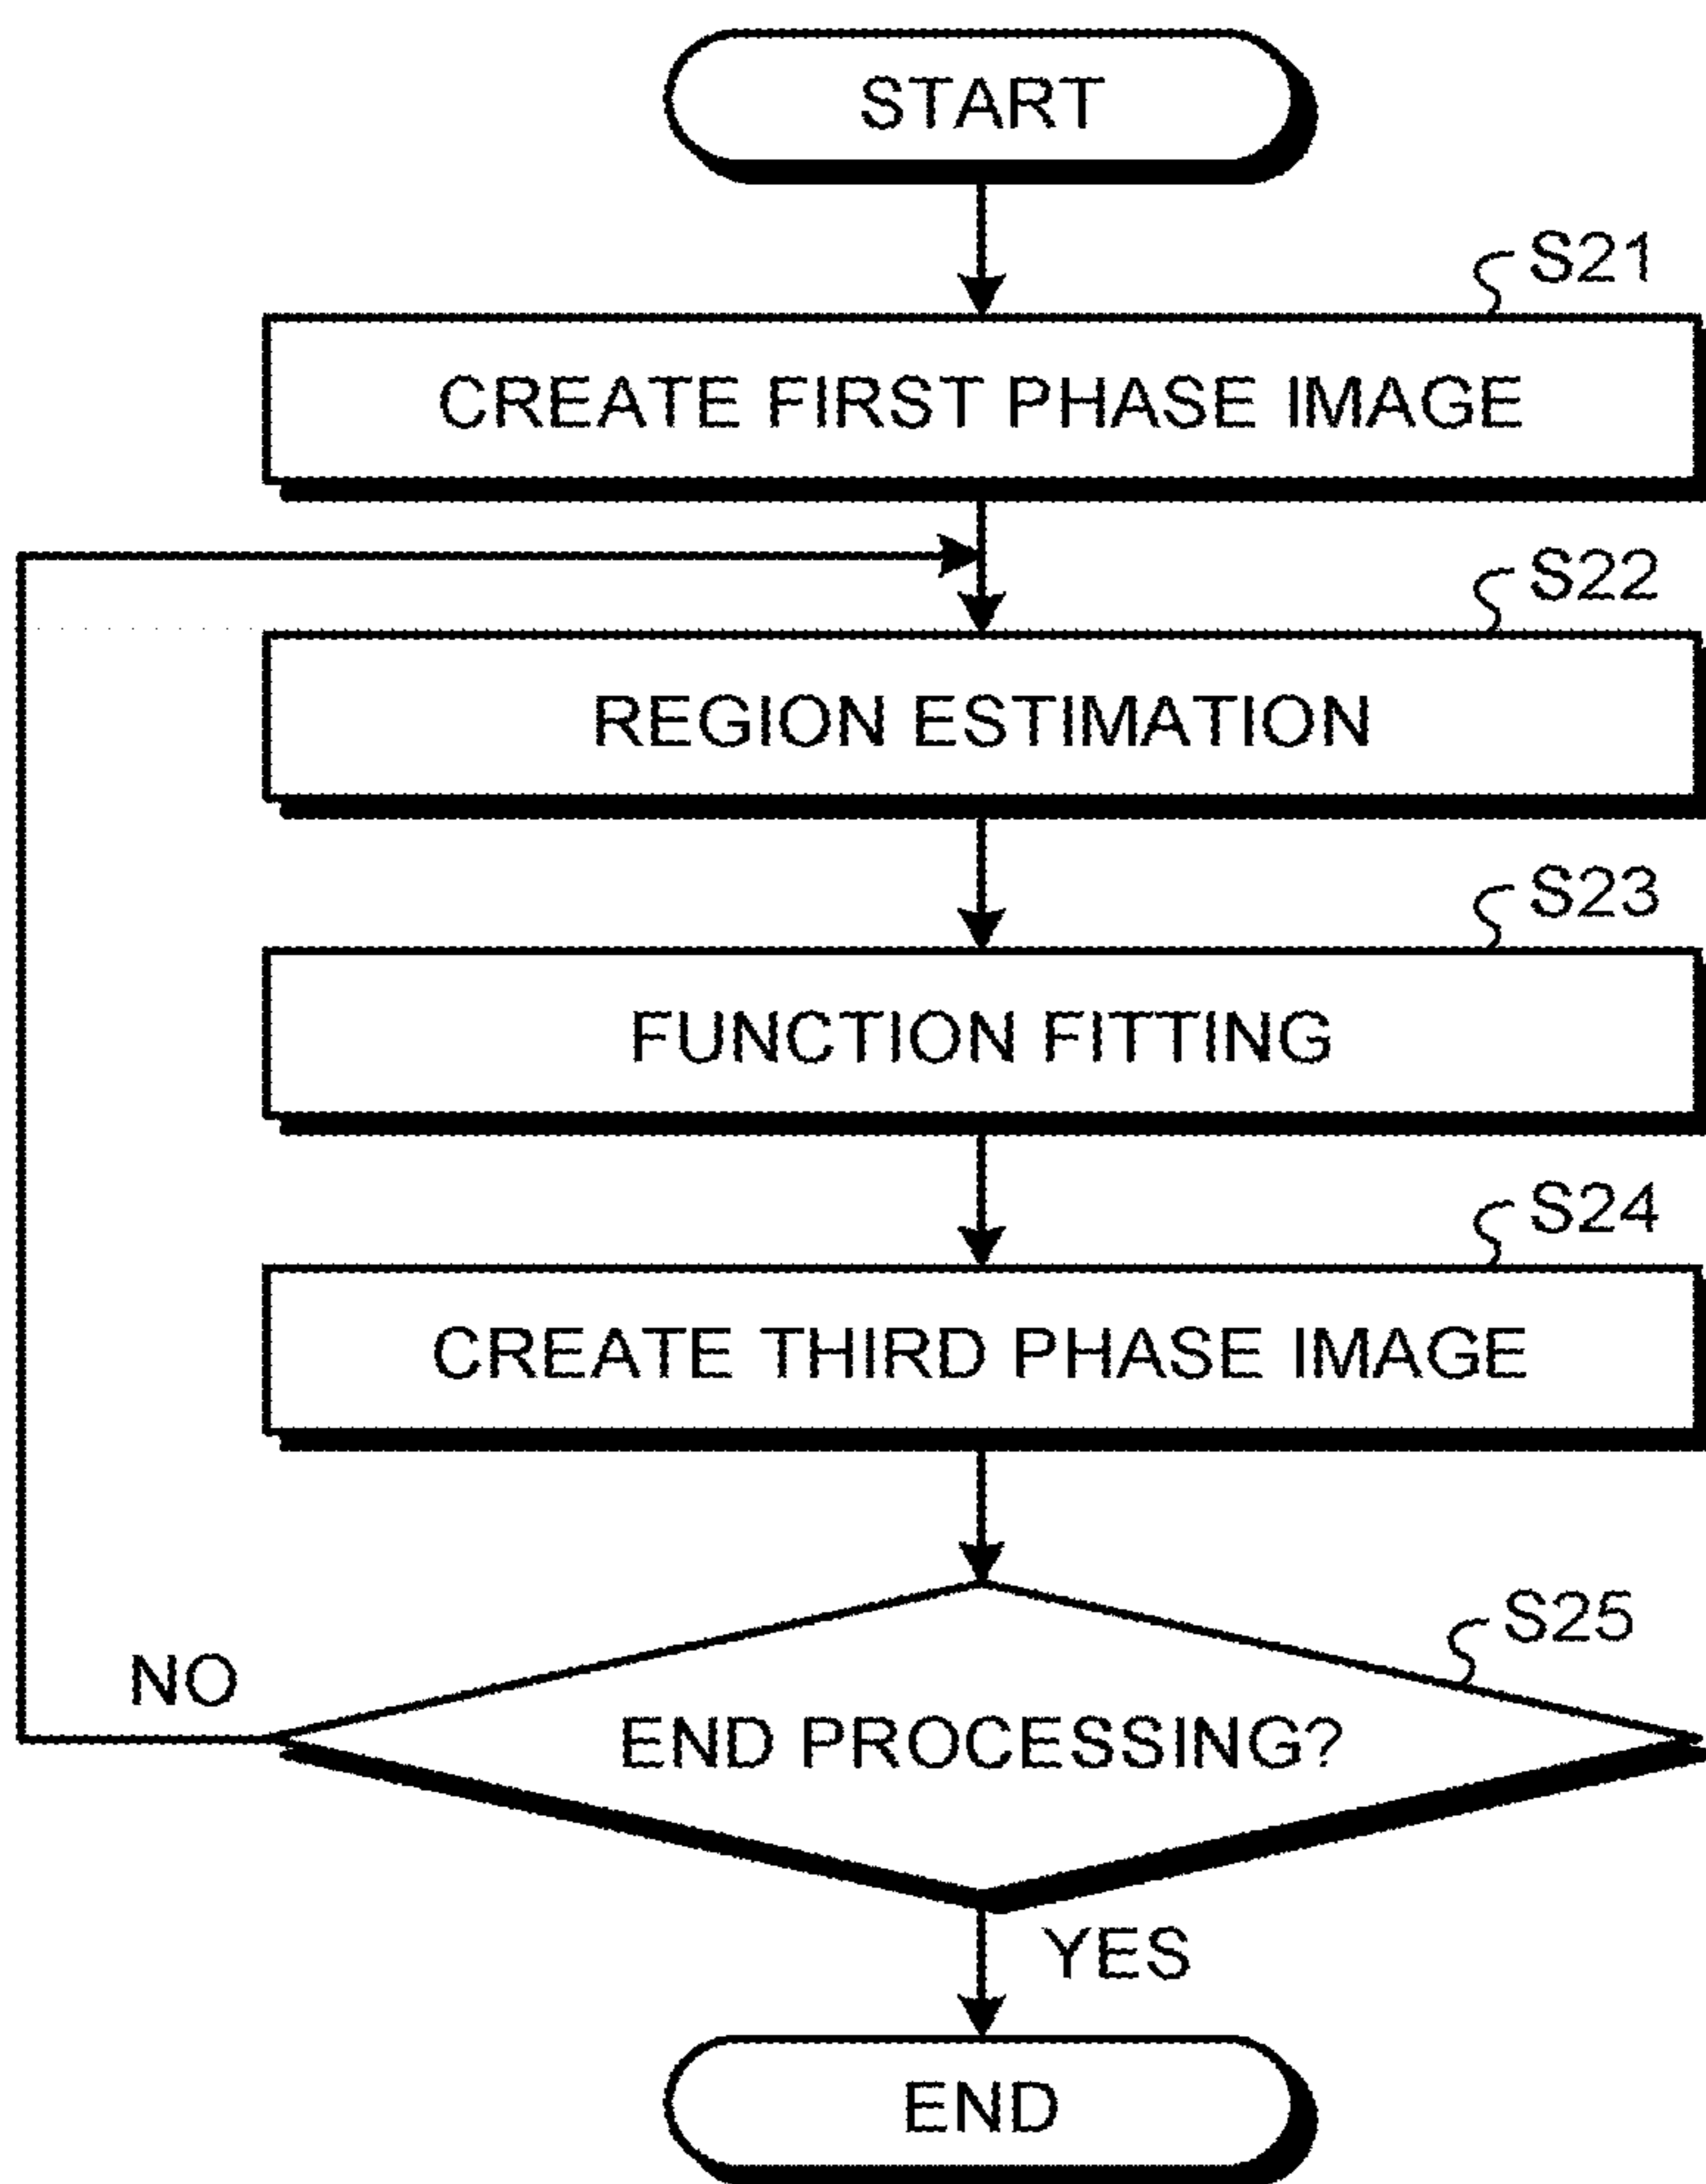 START
S21
CREATE FIRST PHASE IMAGE
S22
REGION ESTIMATION
S23
FUNCTION FITTING
S24
CREATE THIRD PHASE IMAGE
S25
NO
END PROCESSING?
YES
END